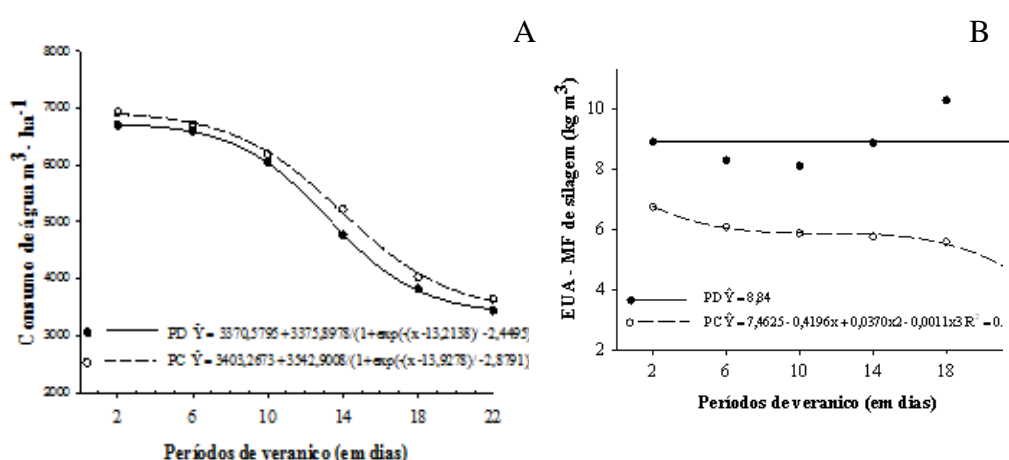 A
8000
7000
6000
5000
4000
3000
2000
Consumo de água m³ - ha⁻¹
PD Ŷ = 3370,5795+3375,8978/(1+exp(-(x-13,2138)/-2,4495)
PC Ŷ = 3403,2673+3542,9008/(1+exp(-(x-13,9278)/-2,8791)
2 6 10 14 18 22
Períodos de veranico (em dias)
B
10
8
6
4
2
EUA - MF de silagem (kg m³)
PD Ŷ = 8,84
PC Ŷ = 7,4625 - 0,4196x + 0,0370x2 - 0,0011x3 R² = 0.
2 6 10 14 18
Períodos de veranico (em dias)